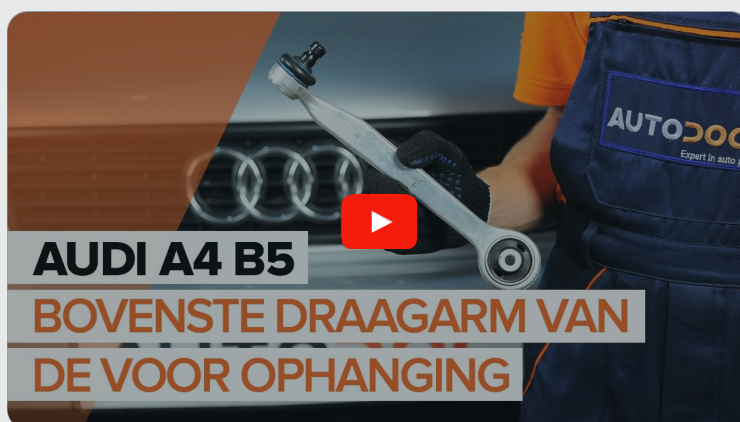 AUTODOC
Expert in auto
AUDI A4 B5
BOVENSTE DRAAGARM VAN
DE VOOR OPHANGING